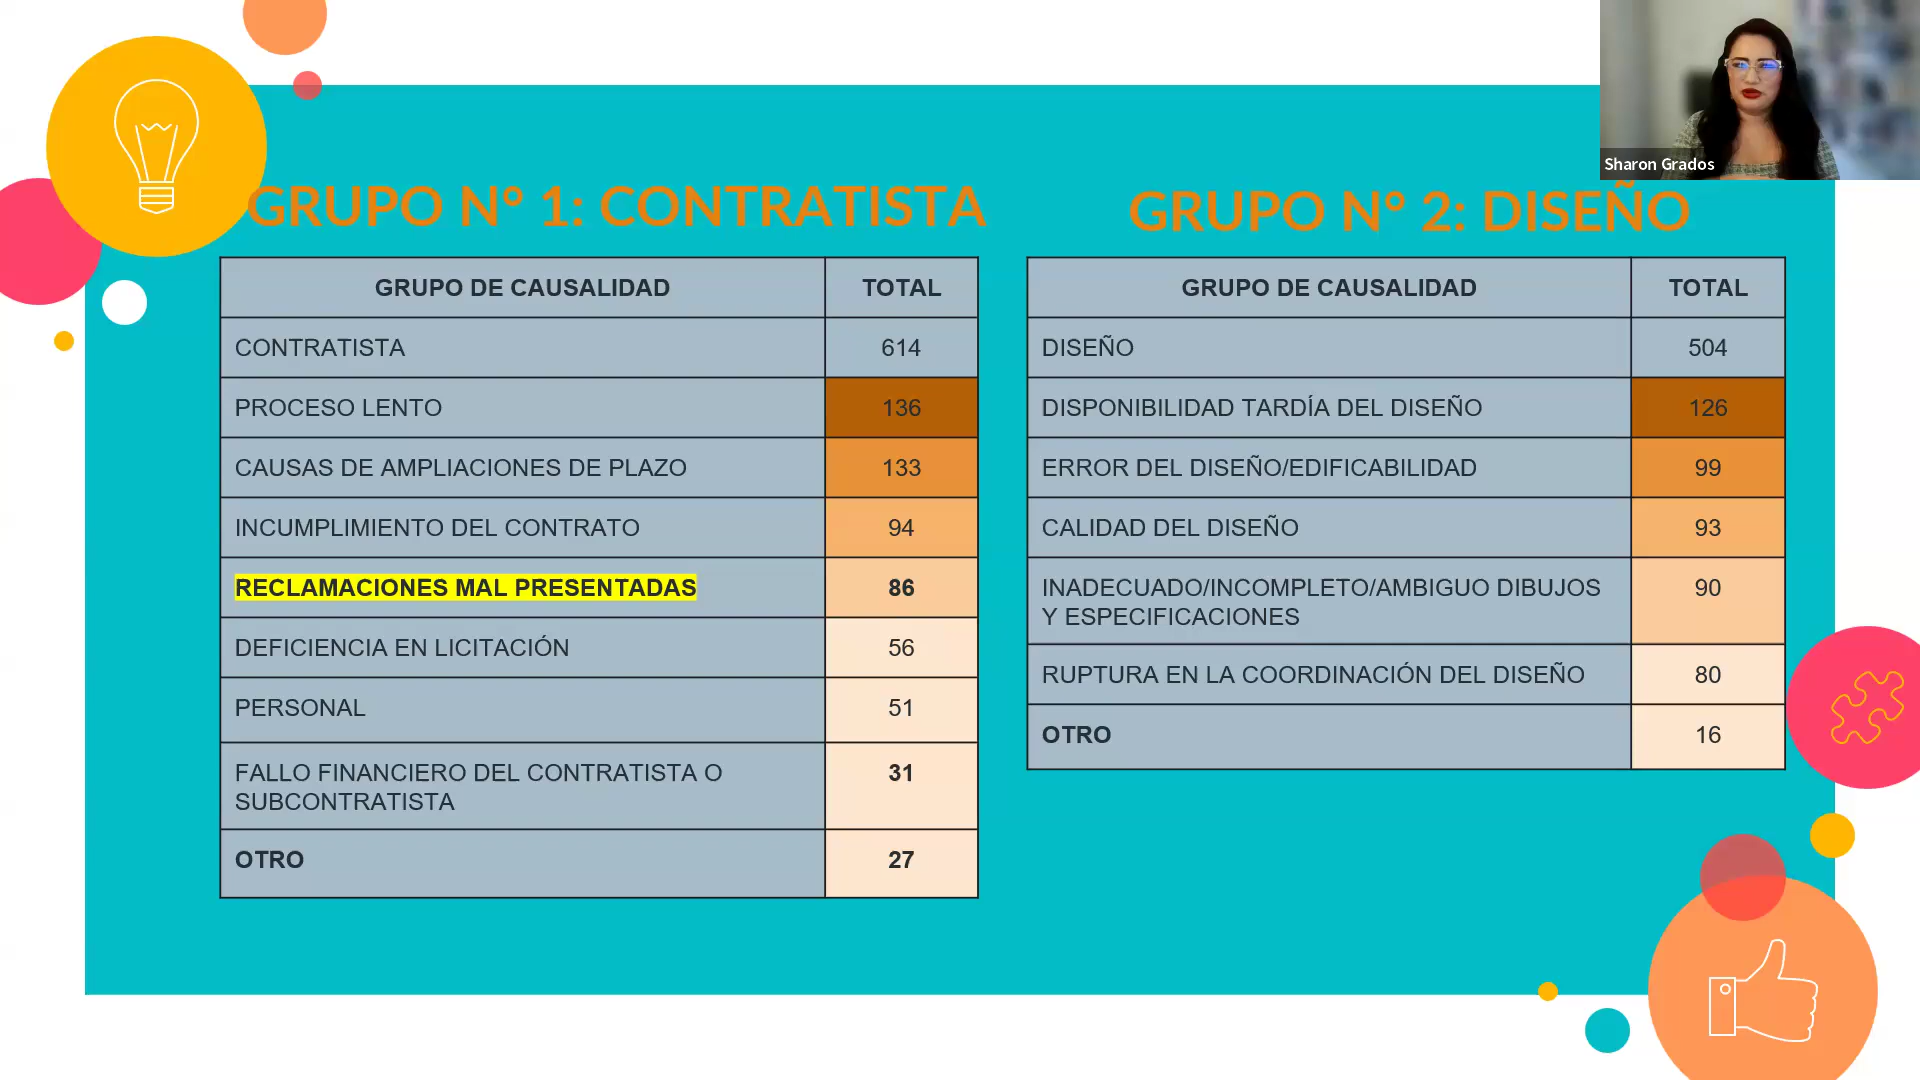 Sharon Grados
GRUPO N° 1: CONTRATISTA
GRUPO DE CAUSALIDAD TOTAL
CONTRATISTA 614
PROCESO LENTO 136
CAUSAS DE AMPLIACIONES DE PLAZO 133
INCUMPLIMIENTO DEL CONTRATO 94
RECLAMACIONES MAL PRESENTADAS 86
DEFICIENCIA EN LICITACIÓN 56
PERSONAL 51
FALLO FINANCIERO DEL CONTRATISTA O 31
SUBCONTRATISTA
OTRO 27
GRUPO N° 2: DISEÑO
GRUPO DE CAUSALIDAD TOTAL
DISEÑO 504
DISPONIBILIDAD TARDÍA DEL DISEÑO 126
ERROR DEL DISEÑO/EDIFICABILIDAD 99
CALIDAD DEL DISEÑO 93
INADECUADO/INCOMPLETO/AMBIGUO DIBUJOS 90
Y ESPECIFICACIONES
RUPTURA EN LA COORDINACIÓN DEL DISEÑO 80
OTRO 16